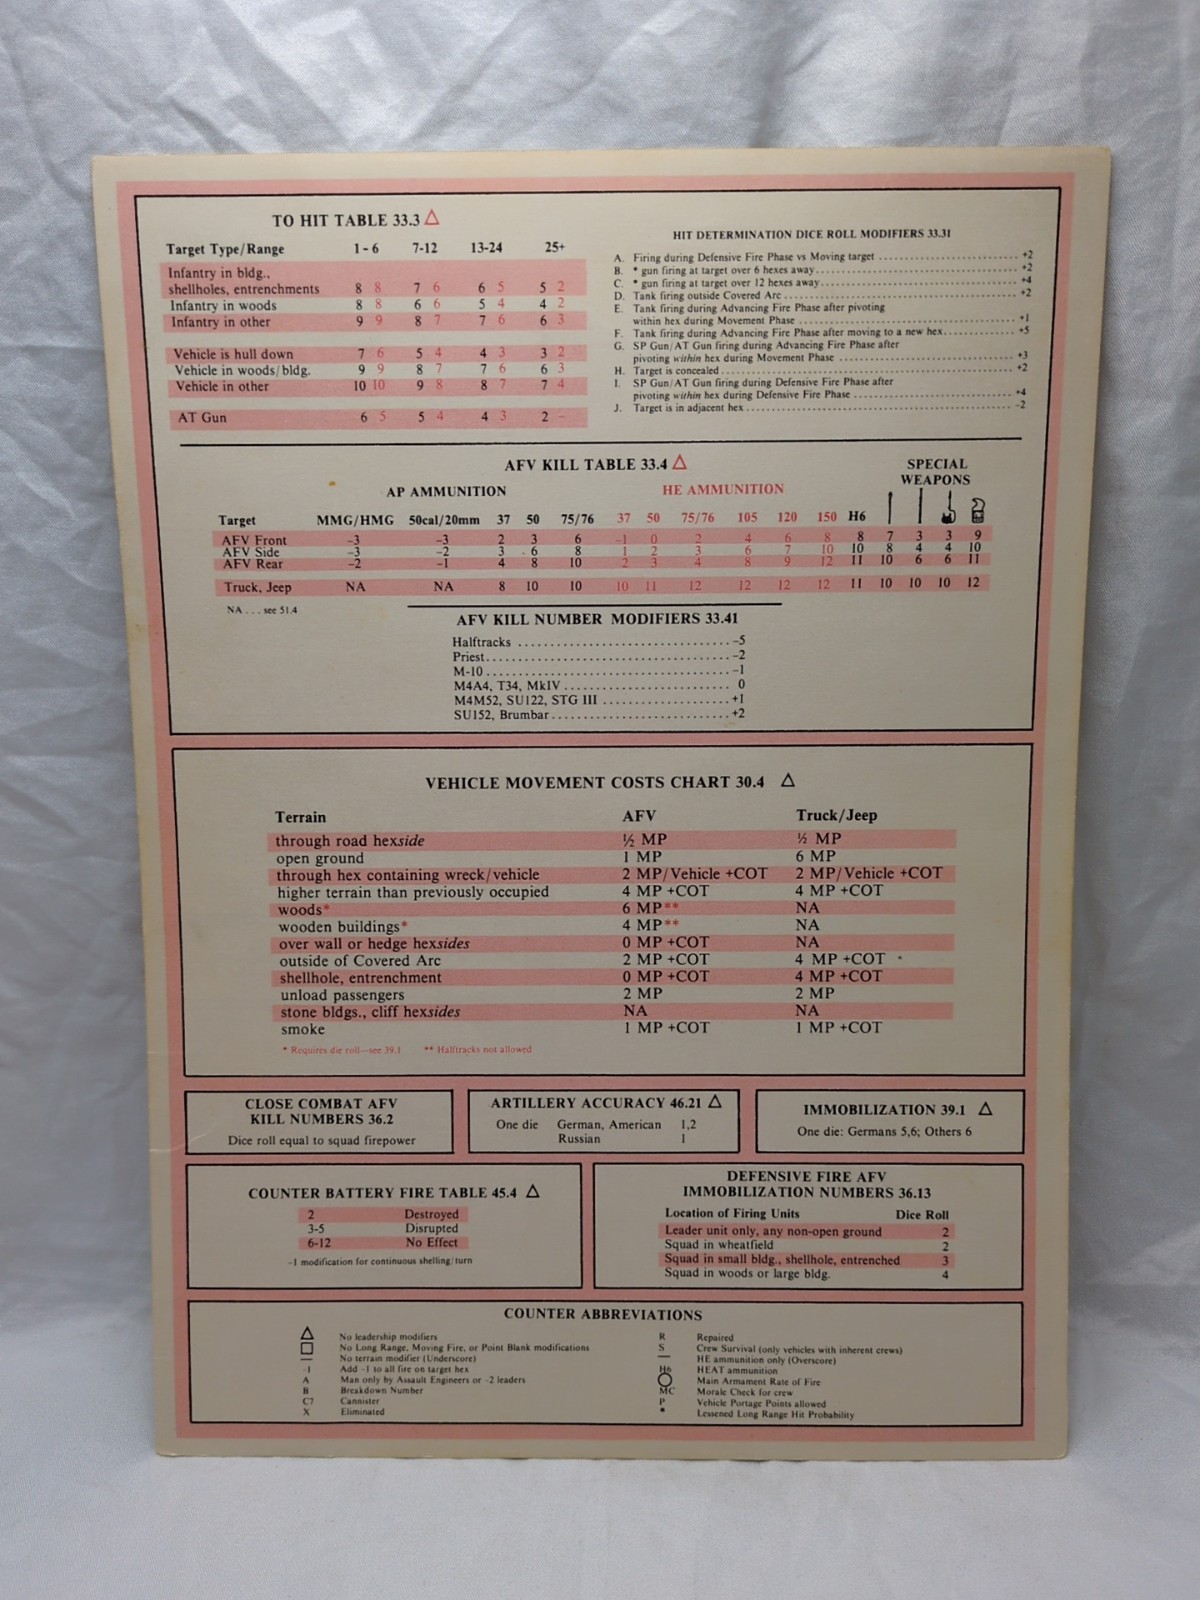 TO HIT TABLE 33.3 △
Target Type/Range 1 - 6 7-12 13-24 25+
Infantry in bldg.,
shellholes, entrenchments 8 8 7 6 6 5 5 2
Infantry in woods 8 8 6 6 5 4 4 2
Infantry in other 9 9 8 7 7 6 6 3
Vehicle is hull down 7 6 5 4 4 3 3 2
Vehicle in woods/bldg. 9 9 8 7 7 6 6 3
Vehicle in other 10 10 9 8 8 7 7 4
AT Gun 6 5 5 4 4 3 2 –
HIT DETERMINATION DICE ROLL MODIFIERS 33.31
A. Firing during Defensive Fire Phase vs Moving target +2
B. * gun firing at target over 6 hexes away +2
C. * gun firing at target over 12 hexes away +4
D. Tank firing outside Covered Arc +2
E. Tank firing during Advancing Fire Phase after pivoting
within hex during Movement Phase +1
F. Tank firing during Advancing Fire Phase after moving to a new hex +5
G. SP Gun/AT Gun firing during Advancing Fire Phase after
pivoting within hex during Movement Phase +3
H. Target is concealed +2
I. SP Gun/AT Gun firing during Defensive Fire Phase after
pivoting within hex during Defensive Fire Phase +4
J. Target is in adjacent hex –2
AFV KILL TABLE 33.4 △
SPECIAL
WEAPONS
AP AMMUNITION HE AMMUNITION
Target MMG/HMG 50cal/20mm 37 50 75/76 37 50 75/76 105 120 150 H6
AFV Front –3 –3 2 3 6 –1 0 2 4 6 8 8 7 3 3 9
AFV Side –3 –2 3 6 8 1 2 3 6 7 10 10 8 4 4 10
AFV Rear –2 –1 4 8 10 2 3 4 8 9 12 11 10 6 6 11
Truck, Jeep NA NA 8 10 10 10 11 12 12 12 12 11 10 10 10 12
NA . . . see 51.4
AFV KILL NUMBER MODIFIERS 33.41
Halftracks –5
Priest –2
M-10 –1
M4A4, T34, MkIV 0
M4M52, SU122, STG III +1
SU152, Brumbar +2
VEHICLE MOVEMENT COSTS CHART 30.4 △
Terrain AFV Truck/Jeep
through road hexside ½ MP ½ MP
open ground 1 MP 6 MP
through hex containing wreck/vehicle 2 MP/Vehicle +COT 2 MP/Vehicle +COT
higher terrain than previously occupied 4 MP +COT 4 MP +COT
woods* 6 MP** NA
wooden buildings* 4 MP** NA
over wall or hedge hexsides 0 MP +COT NA
outside of Covered Arc 2 MP +COT 4 MP +COT
shellhole, entrenchment 0 MP +COT 4 MP +COT
unload passengers 2 MP 2 MP
stone bldgs., cliff hexsides NA NA
smoke 1 MP +COT 1 MP +COT
* Requires die roll—see 39.1 ** Halftracks not allowed
CLOSE COMBAT AFV
KILL NUMBERS 36.2
Dice roll equal to squad firepower
ARTILLERY ACCURACY 46.21 △
One die German, American 1,2
Russian 1
IMMOBILIZATION 39.1 △
One die: Germans 5,6; Others 6
COUNTER BATTERY FIRE TABLE 45.4 △
2 Destroyed
3-5 Disrupted
6-12 No Effect
–1 modification for continuous shelling/turn
DEFENSIVE FIRE AFV
IMMOBILIZATION NUMBERS 36.13
Location of Firing Units Dice Roll
Leader unit only, any non-open ground 2
Squad in wheatfield 2
Squad in small bldg., shellhole, entrenched 3
Squad in woods or large bldg. 4
COUNTER ABBREVIATIONS
△ No leadership modifiers
□ No Long Range, Moving Fire, or Point Blank modifications
— No terrain modifier (Underscore)
–1 Add –1 to all fire on target hex
A Man only by Assault Engineers or –2 leaders
B Breakdown Number
C7 Cannister
X Eliminated
R Repaired
S Crew Survival (only vehicles with inherent crews)
— HE ammunition only (Overscore)
H6 HEAT ammunition
○ Main Armament Rate of Fire
MC Morale Check for crew
P Vehicle Portage Points allowed
* Lessened Long Range Hit Probability